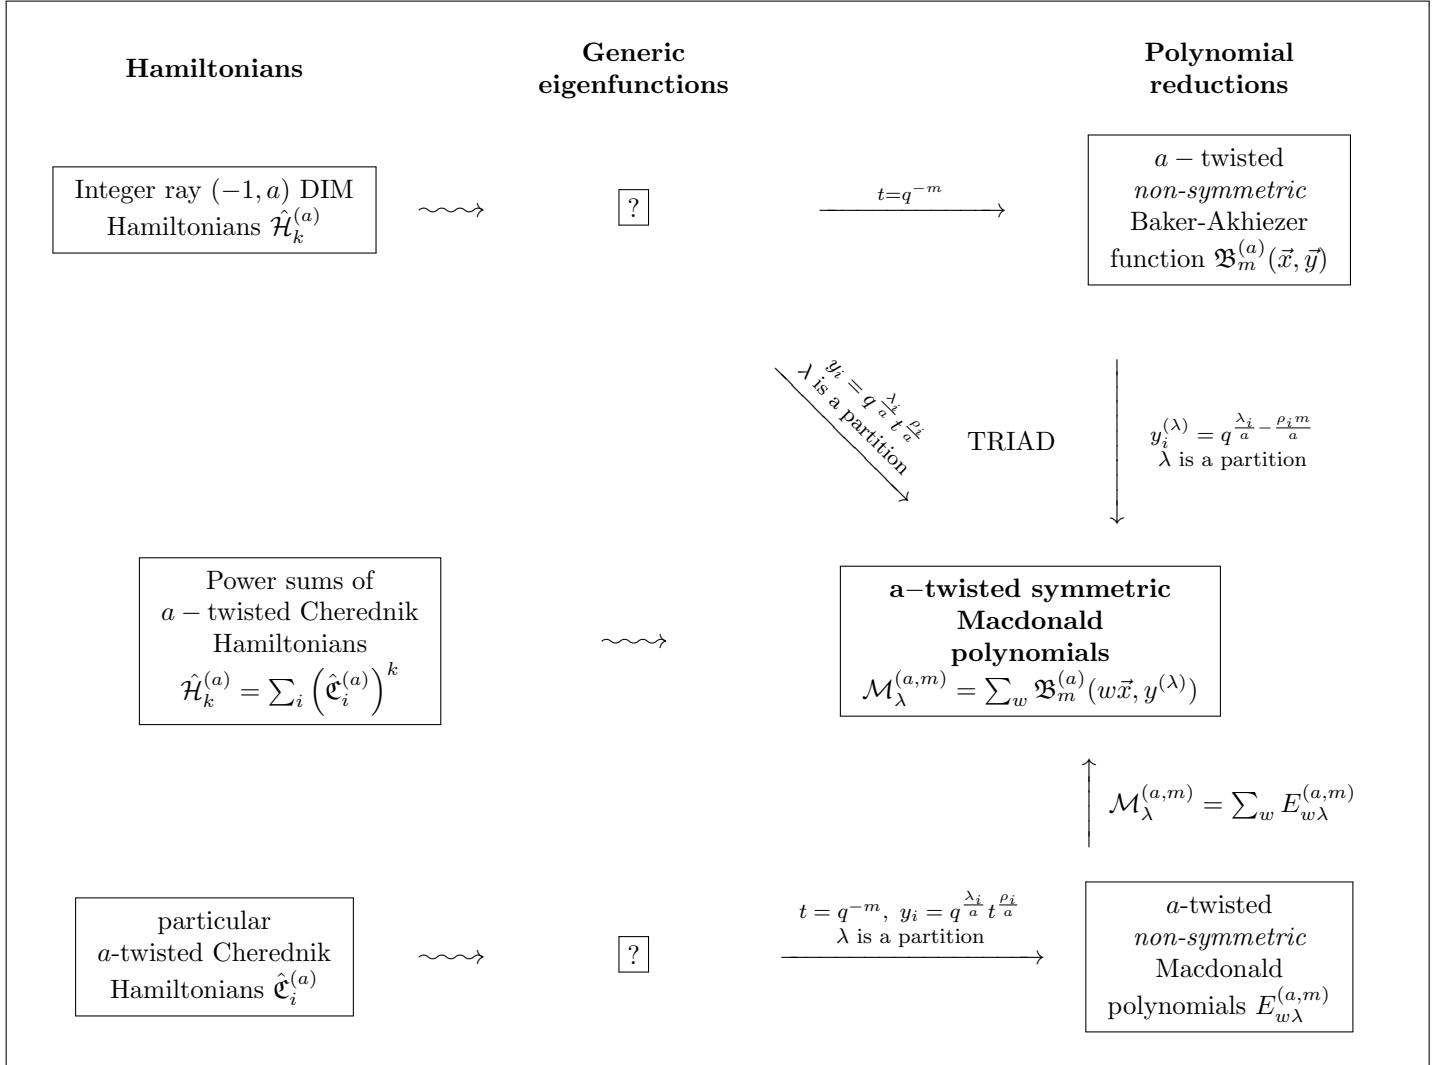 Hamiltonians
Generic
eigenfunctions
Polynomial
reductions
Integer ray $(-1, a)$ DIM
Hamiltonians $\hat{\mathcal{H}}_k^{(a)}$
?
$t=q^{-m}$
$a$ − twisted
non-symmetric
Baker-Akhiezer
function $\mathfrak{B}_m^{(a)}(\vec{x}, \vec{y})$
$y_i = q^{\frac{\lambda_i}{a}} t^{\frac{\rho_i}{a}}$
$\lambda$ is a partition
TRIAD
$y_i^{(\lambda)} = q^{\frac{\lambda_i}{a} - \frac{\rho_i m}{a}}$
$\lambda$ is a partition
Power sums of
$a$ − twisted Cherednik
Hamiltonians
$\hat{\mathcal{H}}_k^{(a)} = \sum_i \left(\hat{\mathfrak{C}}_i^{(a)}\right)^k$
a−twisted symmetric
Macdonald
polynomials
$\mathcal{M}_\lambda^{(a,m)} = \sum_w \mathfrak{B}_m^{(a)}(w\vec{x}, y^{(\lambda)})$
$\mathcal{M}_\lambda^{(a,m)} = \sum_w E_{w\lambda}^{(a,m)}$
particular
$a$-twisted Cherednik
Hamiltonians $\hat{\mathfrak{C}}_i^{(a)}$
?
$t = q^{-m}, \; y_i = q^{\frac{\lambda_i}{a}} t^{\frac{\rho_i}{a}}$
$\lambda$ is a partition
$a$-twisted
non-symmetric
Macdonald
polynomials $E_{w\lambda}^{(a,m)}$